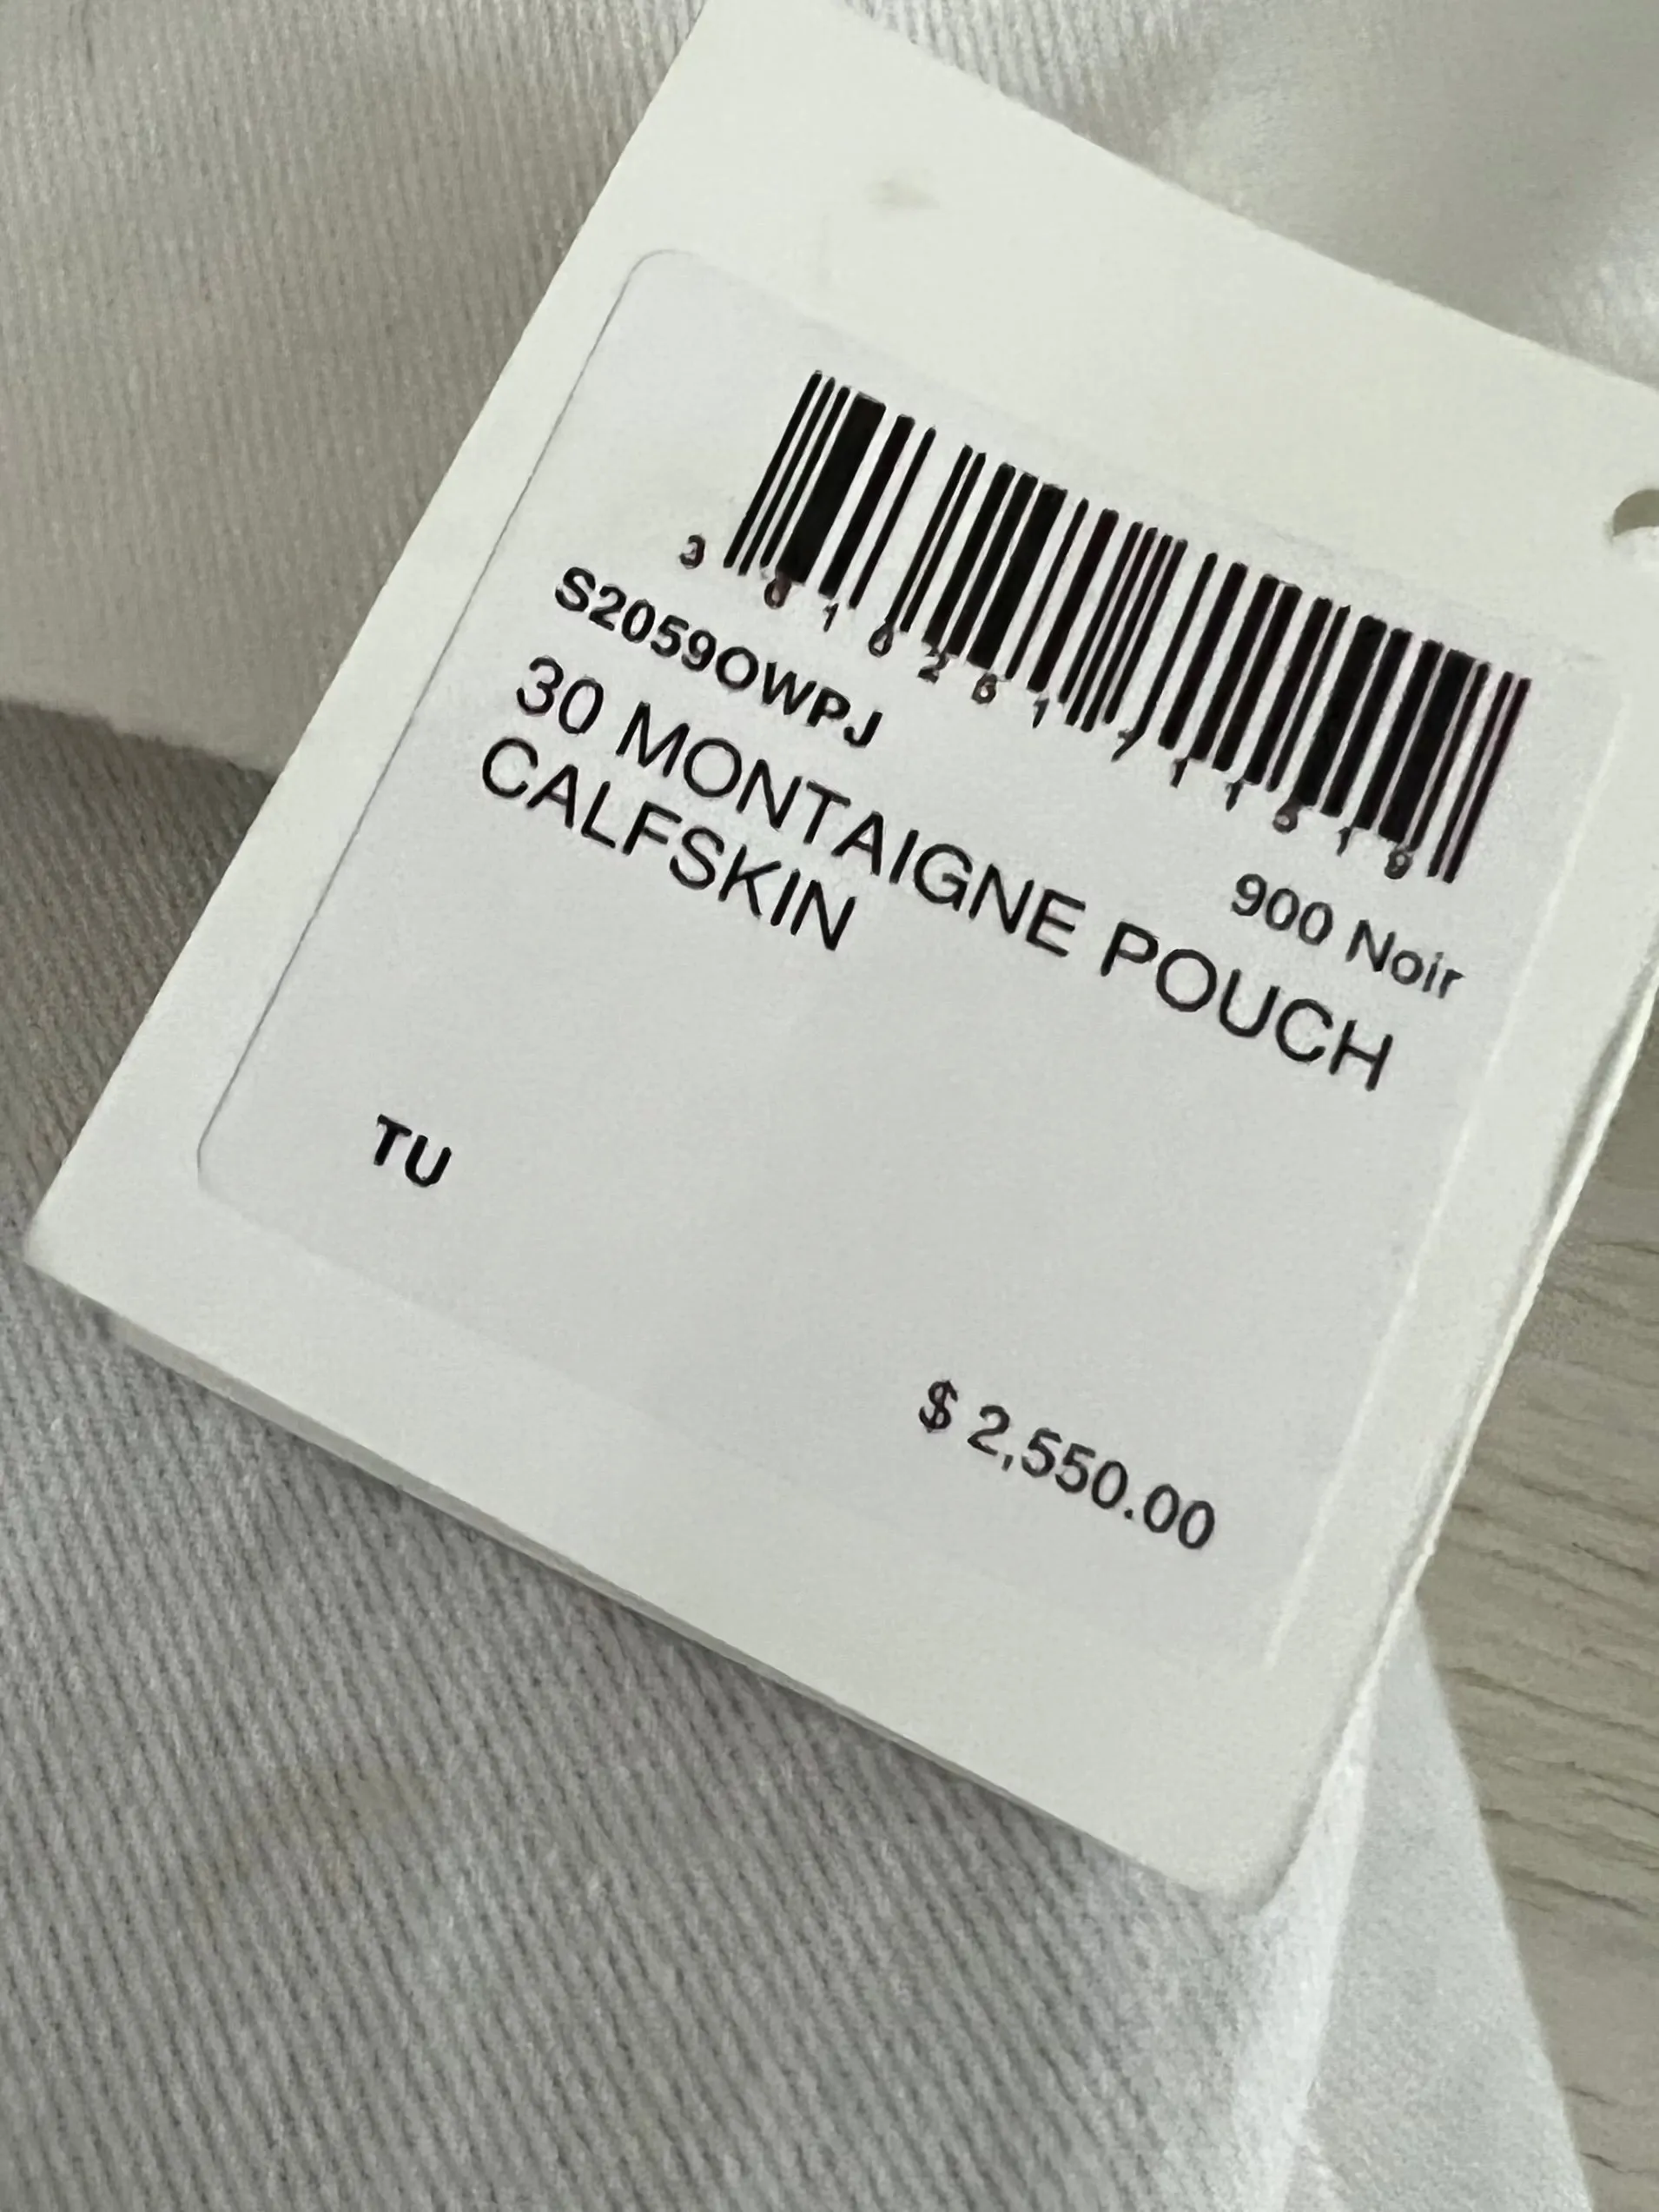 S2059OWPJ
900 Noir
30 MONTAIGNE POUCH
CALFSKIN
TU
$ 2,550.00